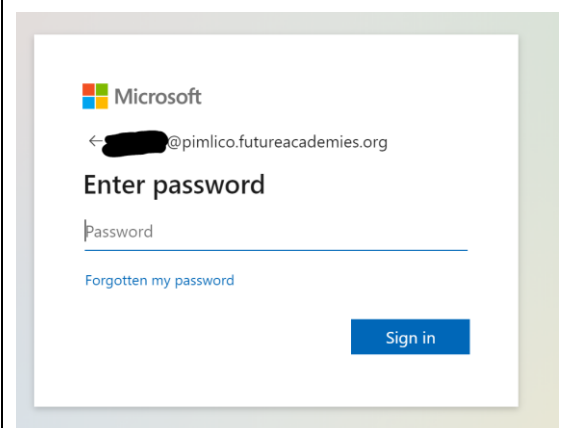 Microsoft
@pimlico.futureacademies.org
Enter password
Password
Forgotten my password
Sign in